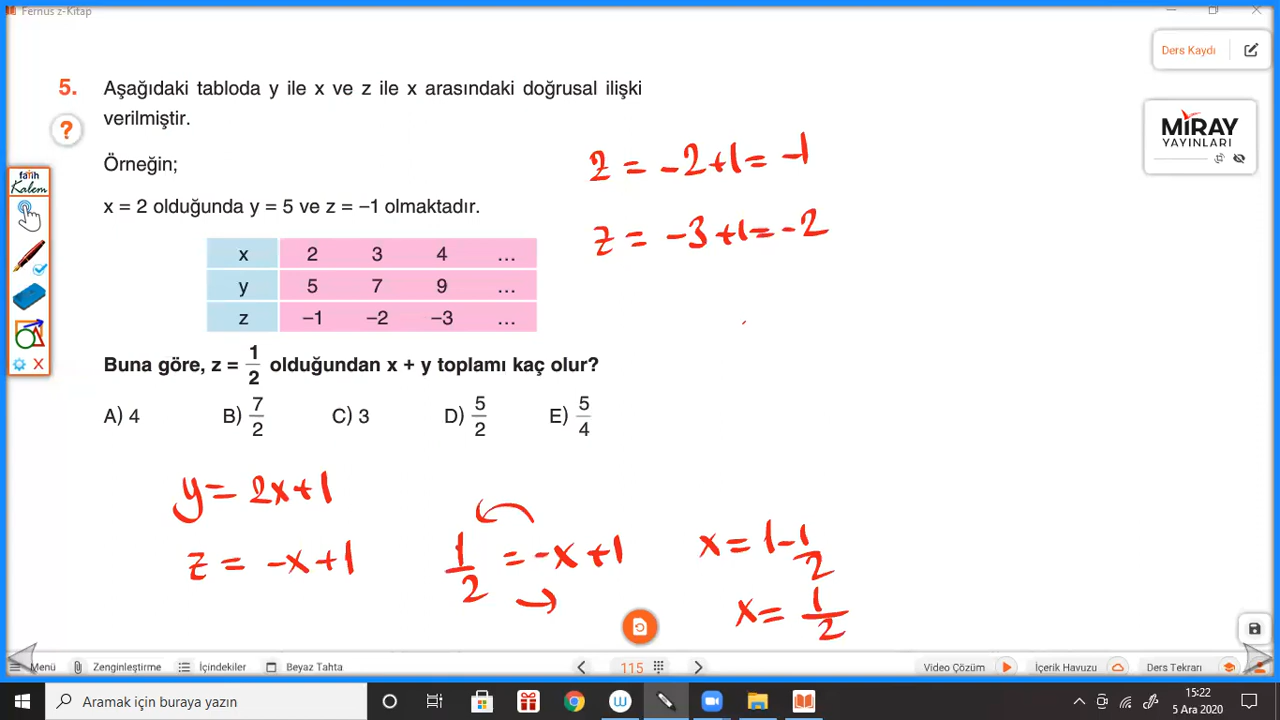 Fernus z-Kitap
Ders Kaydı
5. Aşağıdaki tabloda y ile x ve z ile x arasındaki doğrusal ilişki
verilmiştir.
MİRAY
YAYINLARI
Örneğin;
z = -2+1= -1
fatih
Kalem
x = 2 olduğunda y = 5 ve z = –1 olmaktadır.
z = -3+1= -2
x 2 3 4 ...
y 5 7 9 ...
z –1 –2 –3 ...
X
Buna göre, z = 1/2 olduğundan x + y toplamı kaç olur?
A) 4 B) 7/2 C) 3 D) 5/2 E) 5/4
y = 2x+1
z = -x+1
1/2 = -x+1
x= 1-1/2
x= 1/2
Menü Zenginleştirme İçindekiler Beyaz Tahta 115 Video Çözüm İçerik Havuzu Ders Tekrarı
Aramak için buraya yazın
15:22
5 Ara 2020